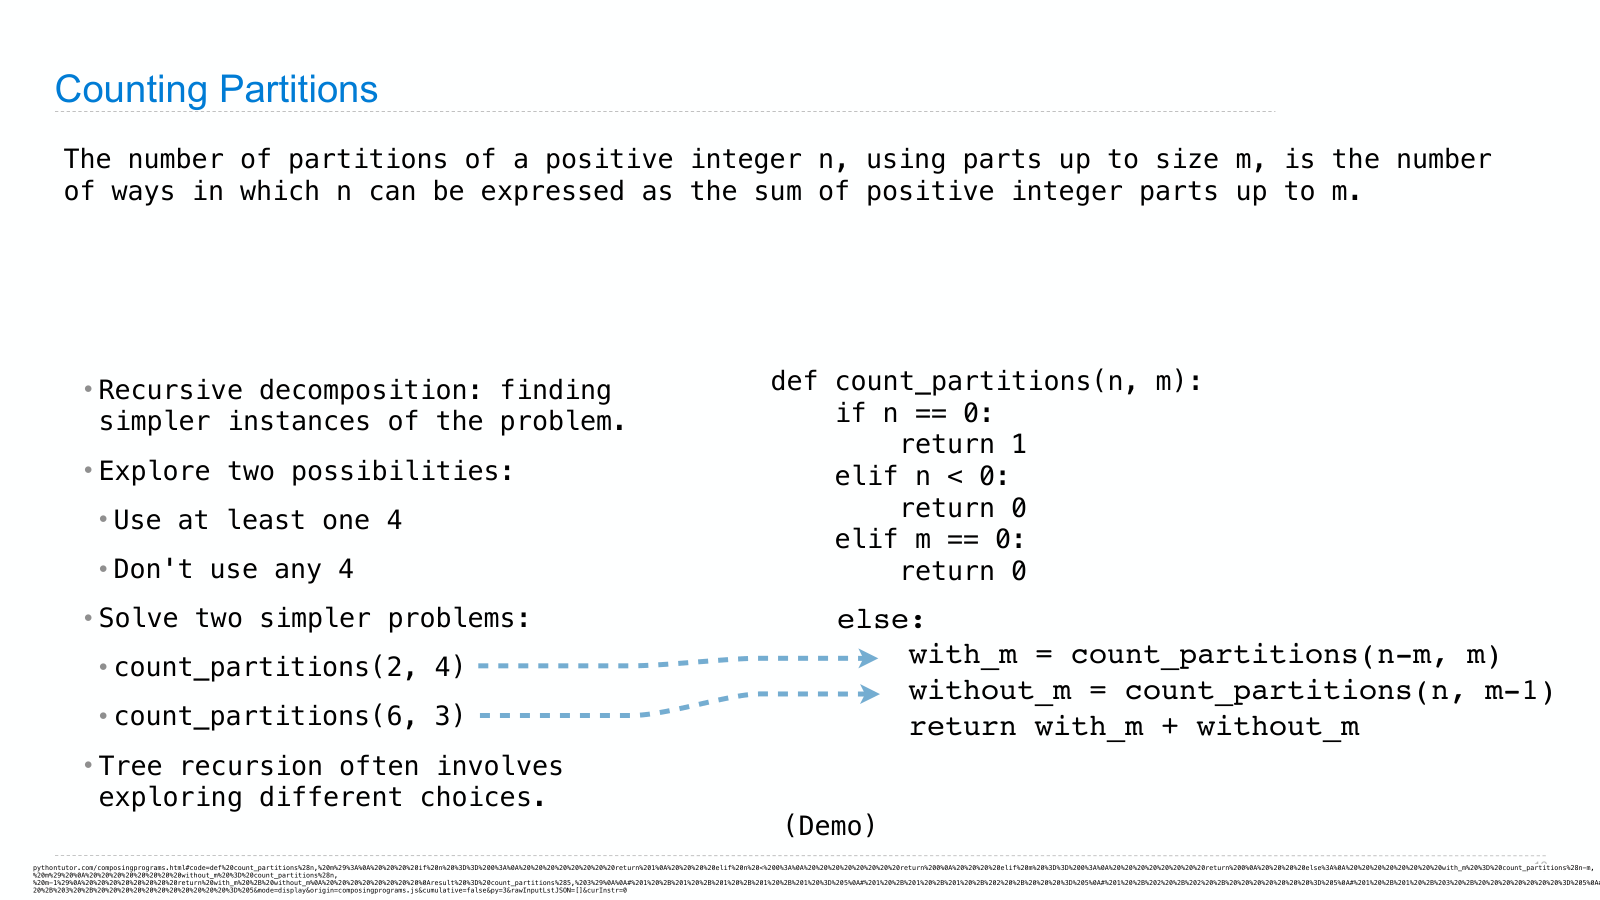 Counting Partitions
The number of partitions of a positive integer n, using parts up to size m, is the number
of ways in which n can be expressed as the sum of positive integer parts up to m.
•Recursive decomposition: finding
simpler instances of the problem.
•Explore two possibilities:
•Use at least one 4
•Don't use any 4
•Solve two simpler problems:
•count_partitions(2, 4)
•count_partitions(6, 3)
•Tree recursion often involves
exploring different choices.
def count_partitions(n, m):
if n == 0:
return 1
elif n < 0:
return 0
elif m == 0:
return 0
else:
with_m = count_partitions(n-m, m)
without_m = count_partitions(n, m-1)
return with_m + without_m
(Demo)